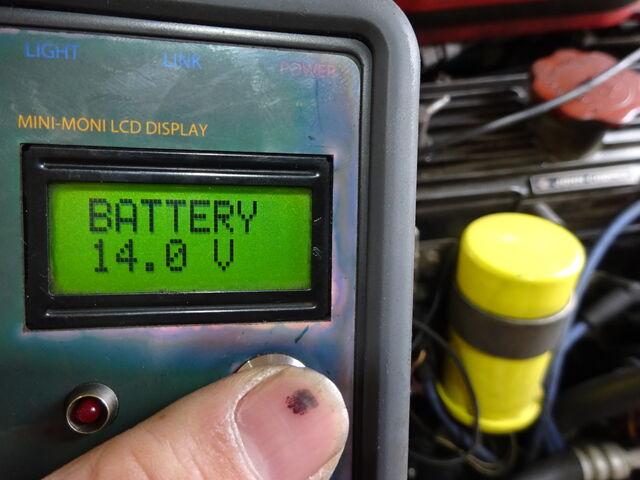 LIGHT LINK POWER
MINI-MONI LCD DISPLAY
BATTERY
14.0 V